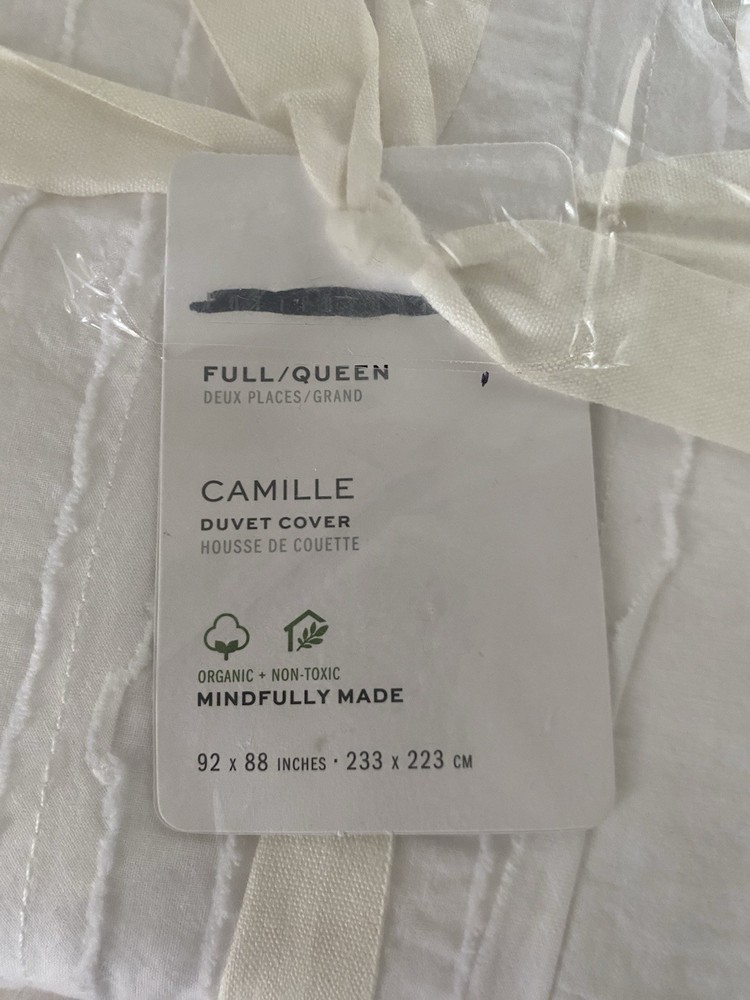 FULL/QUEEN
DEUX PLACES/GRAND
CAMILLE
DUVET COVER
HOUSSE DE COUETTE
ORGANIC + NON-TOXIC
MINDFULLY MADE
92 X 88 INCHES · 233 X 223 CM